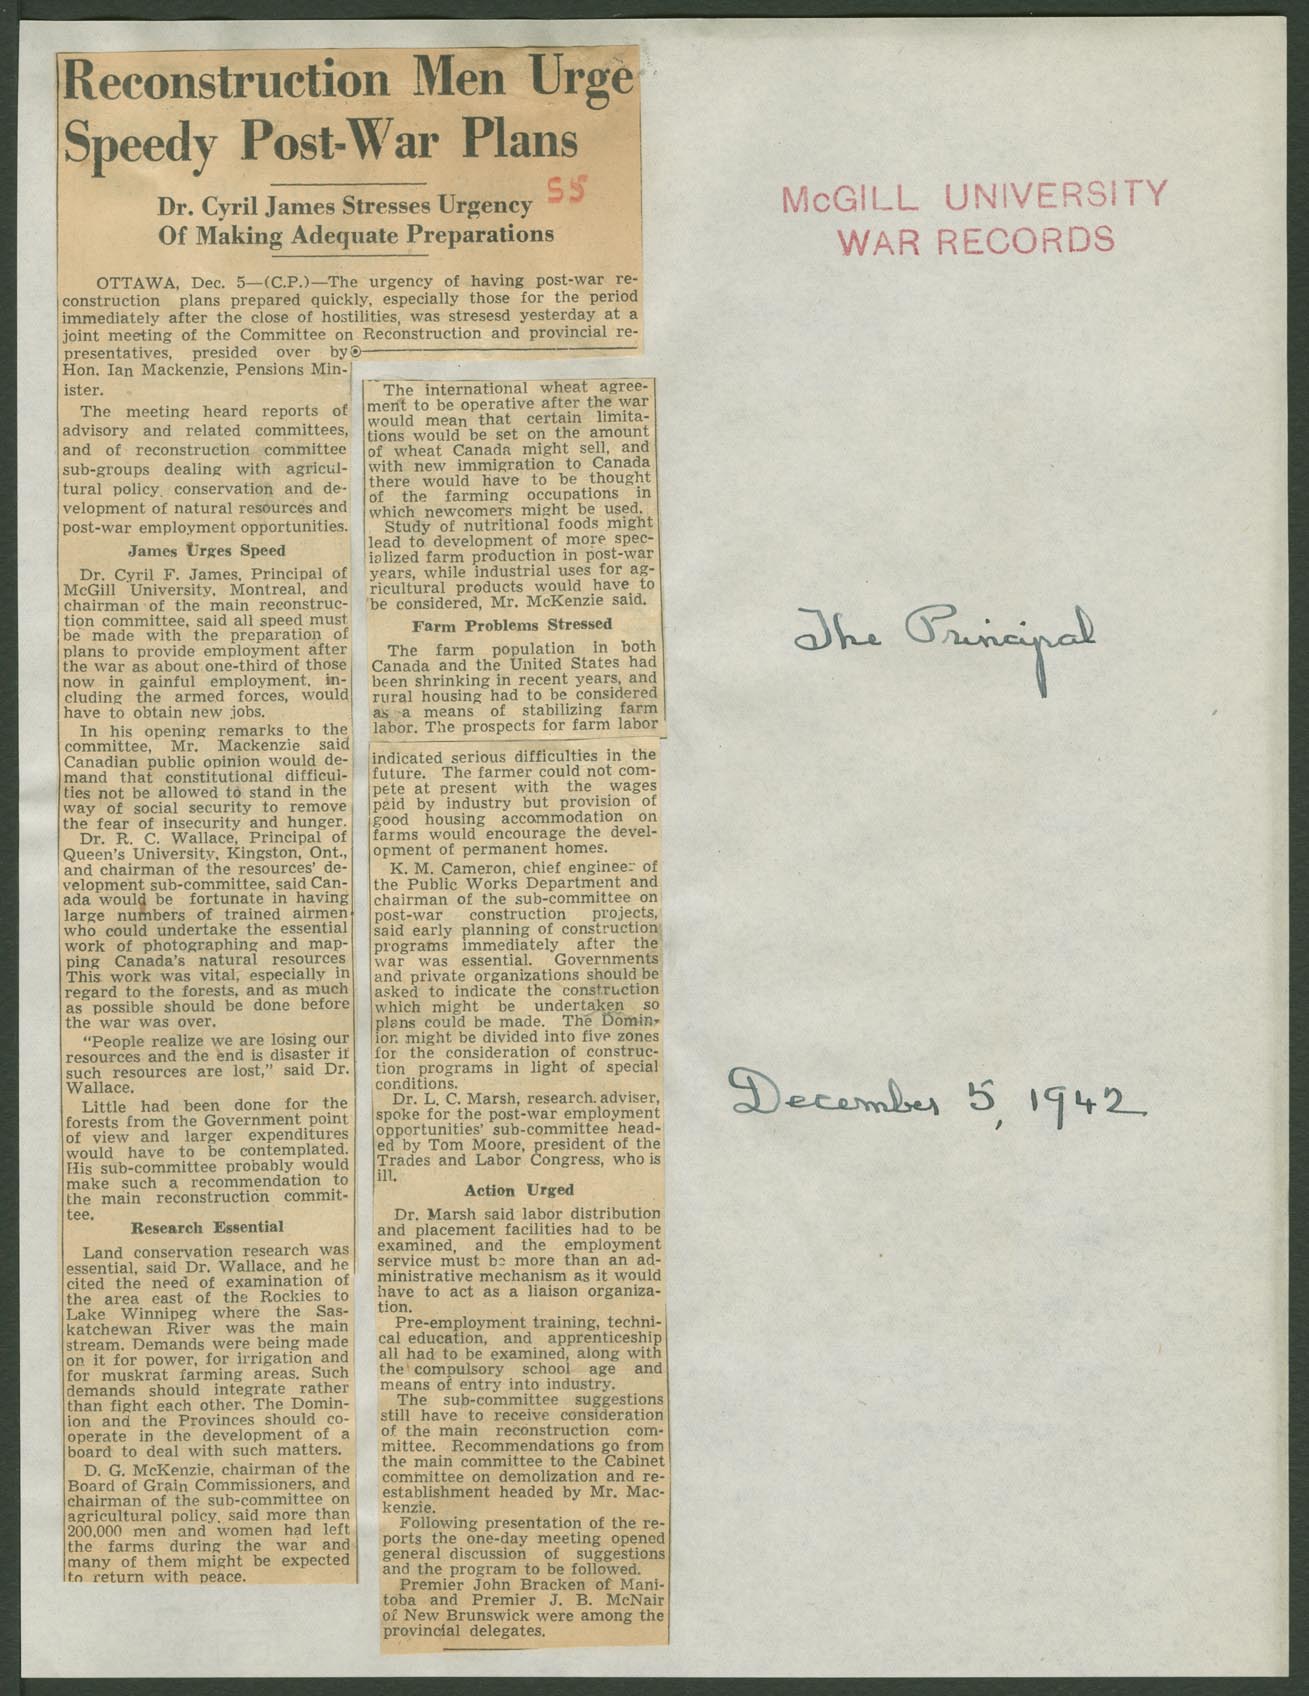 Reconstruction Men Urge
Speedy Post-War Plans
Dr. Cyril James Stresses Urgency
Of Making Adequate Preparations
S5
OTTAWA, Dec. 5—(C.P.)—The urgency of having post-war re-
construction plans prepared quickly, especially those for the period
immediately after the close of hostilities, was stresesd yesterday at a
joint meeting of the Committee on Reconstruction and provincial re-
presentatives, presided over by
Hon. Ian Mackenzie, Pensions Min-
ister.
The meeting heard reports of
advisory and related committees,
and of reconstruction committee
sub-groups dealing with agricul-
tural policy, conservation and de-
velopment of natural resources and
post-war employment opportunities.
James Urges Speed
Dr. Cyril F. James, Principal of
McGill University, Montreal, and
chairman of the main reconstruc-
tion committee, said all speed must
be made with the preparation of
plans to provide employment after
the war as about one-third of those
now in gainful employment, in-
cluding the armed forces, would
have to obtain new jobs.
In his opening remarks to the
committee, Mr. Mackenzie said
Canadian public opinion would de-
mand that constitutional difficul-
ties not be allowed to stand in the
way of social security to remove
the fear of insecurity and hunger.
Dr. R. C. Wallace, Principal of
Queen's University, Kingston, Ont.,
and chairman of the resources' de-
velopment sub-committee, said Can-
ada would be fortunate in having
large numbers of trained airmen
who could undertake the essential
work of photographing and map-
ping Canada's natural resources
This work was vital, especially in
regard to the forests, and as much
as possible should be done before
the war was over.
"People realize we are losing our
resources and the end is disaster if
such resources are lost," said Dr.
Wallace.
Little had been done for the
forests from the Government point
of view and larger expenditures
would have to be contemplated.
His sub-committee probably would
make such a recommendation to
the main reconstruction commit-
tee.
Research Essential
Land conservation research was
essential, said Dr. Wallace, and he
cited the need of examination of
the area east of the Rockies to
Lake Winnipeg where the Sas-
katchewan River was the main
stream. Demands were being made
on it for power, for irrigation and
for muskrat farming areas. Such
demands should integrate rather
than fight each other. The Domin-
ion and the Provinces should co-
operate in the development of a
board to deal with such matters.
D. G. McKenzie, chairman of the
Board of Grain Commissioners, and
chairman of the sub-committee on
agricultural policy, said more than
200,000 men and women had left
the farms during the war and
many of them might be expected
to return with peace.
The international wheat agree-
ment to be operative after the war
would mean that certain limita-
tions would be set on the amount
of wheat Canada might sell, and
with new immigration to Canada
there would have to be thought
of the farming occupations in
which newcomers might be used.
Study of nutritional foods might
lead to development of more spec-
ialized farm production in post-war
years, while industrial uses for ag-
ricultural products would have to
be considered, Mr. McKenzie said.
Farm Problems Stressed
The farm population in both
Canada and the United States had
been shrinking in recent years, and
rural housing had to be considered
as a means of stabilizing farm
labor. The prospects for farm labor
indicated serious difficulties in the
future. The farmer could not com-
pete at present with the wages
paid by industry but provision of
good housing accommodation on
farms would encourage the devel-
opment of permanent homes.
K. M. Cameron, chief engineer of
the Public Works Department and
chairman of the sub-committee on
post-war construction projects,
said early planning of construction
programs immediately after the
war was essential. Governments
and private organizations should be
asked to indicate the construction
which might be undertaken so
plans could be made. The Domin-
ion might be divided into five zones
for the consideration of construc-
tion programs in light of special
conditions.
Dr. L. C. Marsh, research adviser,
spoke for the post-war employment
opportunities' sub-committee head-
ed by Tom Moore, president of the
Trades and Labor Congress, who is
ill.
Action Urged
Dr. Marsh said labor distribution
and placement facilities had to be
examined, and the employment
service must be more than an ad-
ministrative mechanism as it would
have to act as a liaison organiza-
tion.
Pre-employment training, techni-
cal education, and apprenticeship
all had to be examined, along with
the compulsory school age and
means of entry into industry.
The sub-committee suggestions
still have to receive consideration
of the main reconstruction com-
mittee. Recommendations go from
the main committee to the Cabinet
committee on demolization and re-
establishment headed by Mr. Mac-
kenzie.
Following presentation of the re-
ports the one-day meeting opened
general discussion of suggestions
and the program to be followed.
Premier John Bracken of Mani-
toba and Premier J. B. McNair
of New Brunswick were among the
provincial delegates.
McGILL UNIVERSITY
WAR RECORDS
The Principal
December 5, 1942